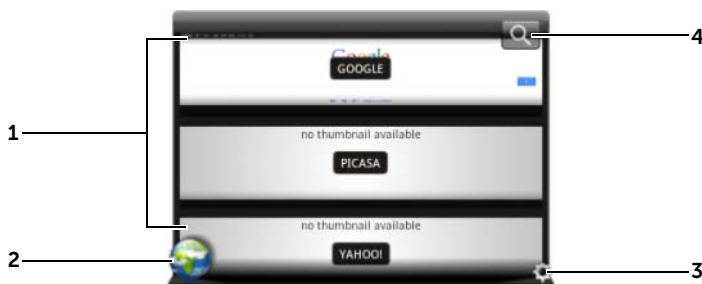 1
4
Google
GOOGLE
no thumbnail available
PICASA
no thumbnail available
YAHOO!
2
3